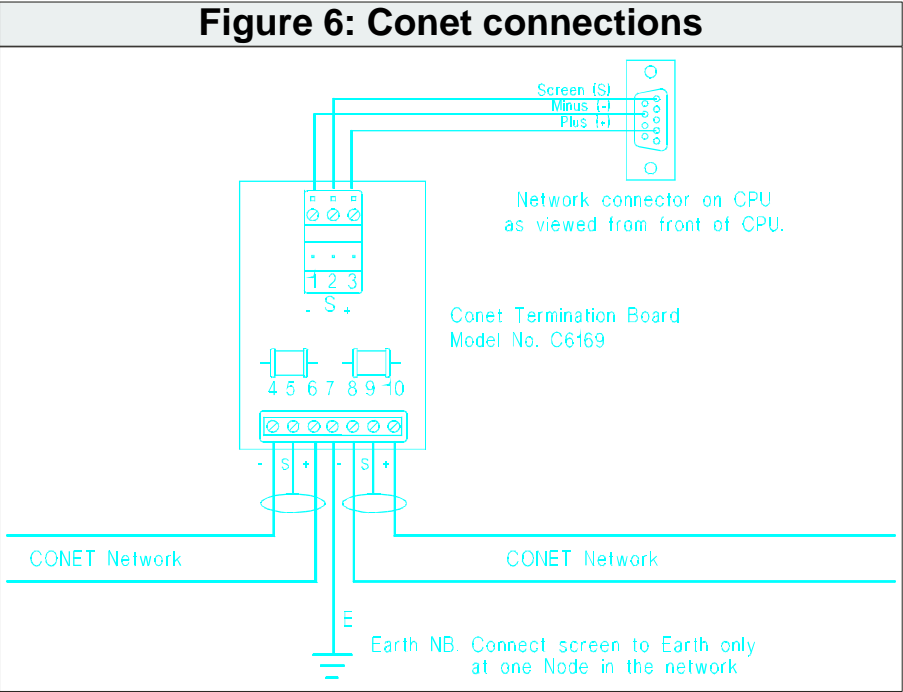 Figure 6: Conet connections
Screen (S)
Minus (-)
Plus (+)
Network connector on CPU
as viewed from front of CPU.
1 2 3
- S +
Conet Termination Board
Model No. C6169
4 5 6 7 8 9 10
- S + - S +
CONET Network
CONET Network
E
Earth NB. Connect screen to Earth only
at one Node in the network